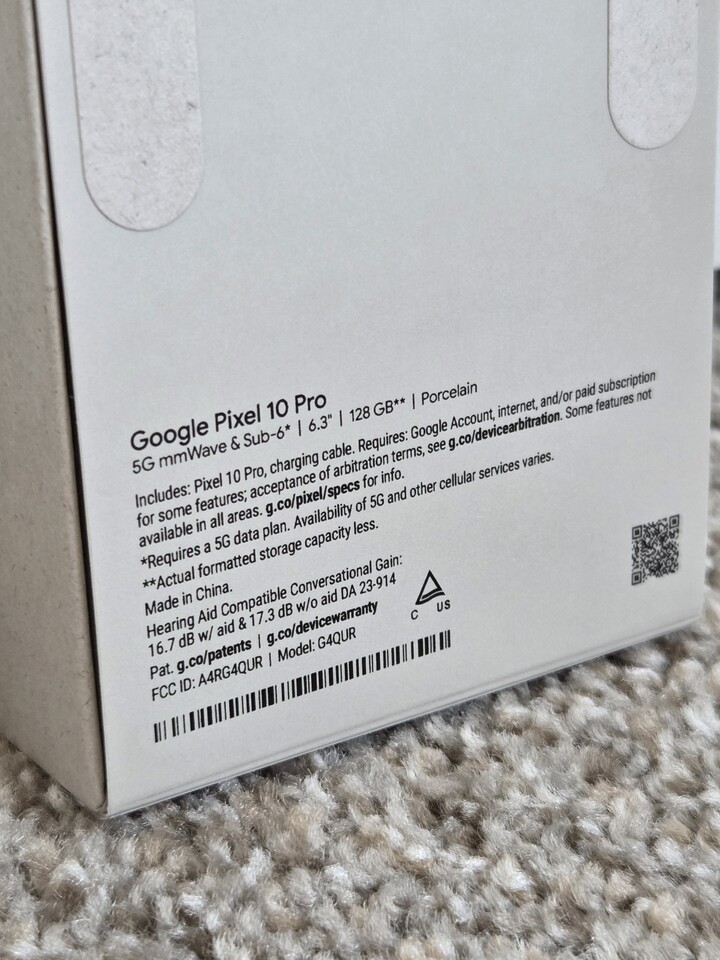 Google Pixel 10 Pro
5G mmWave & Sub-6* | 6.3" | 128 GB** | Porcelain
Includes: Pixel 10 Pro, charging cable. Requires: Google Account, internet, and/or paid subscription
for some features; acceptance of arbitration terms, see g.co/devicearbitration. Some features not
available in all areas. g.co/pixel/specs for info.
*Requires a 5G data plan. Availability of 5G and other cellular services varies.
**Actual formatted storage capacity less.
Made in China.
Hearing Aid Compatible Conversational Gain:
16.7 dB w/ aid & 17.3 dB w/o aid DA 23-914
Pat. g.co/patents | g.co/devicewarranty
FCC ID: A4RG4QUR | Model: G4QUR
C US